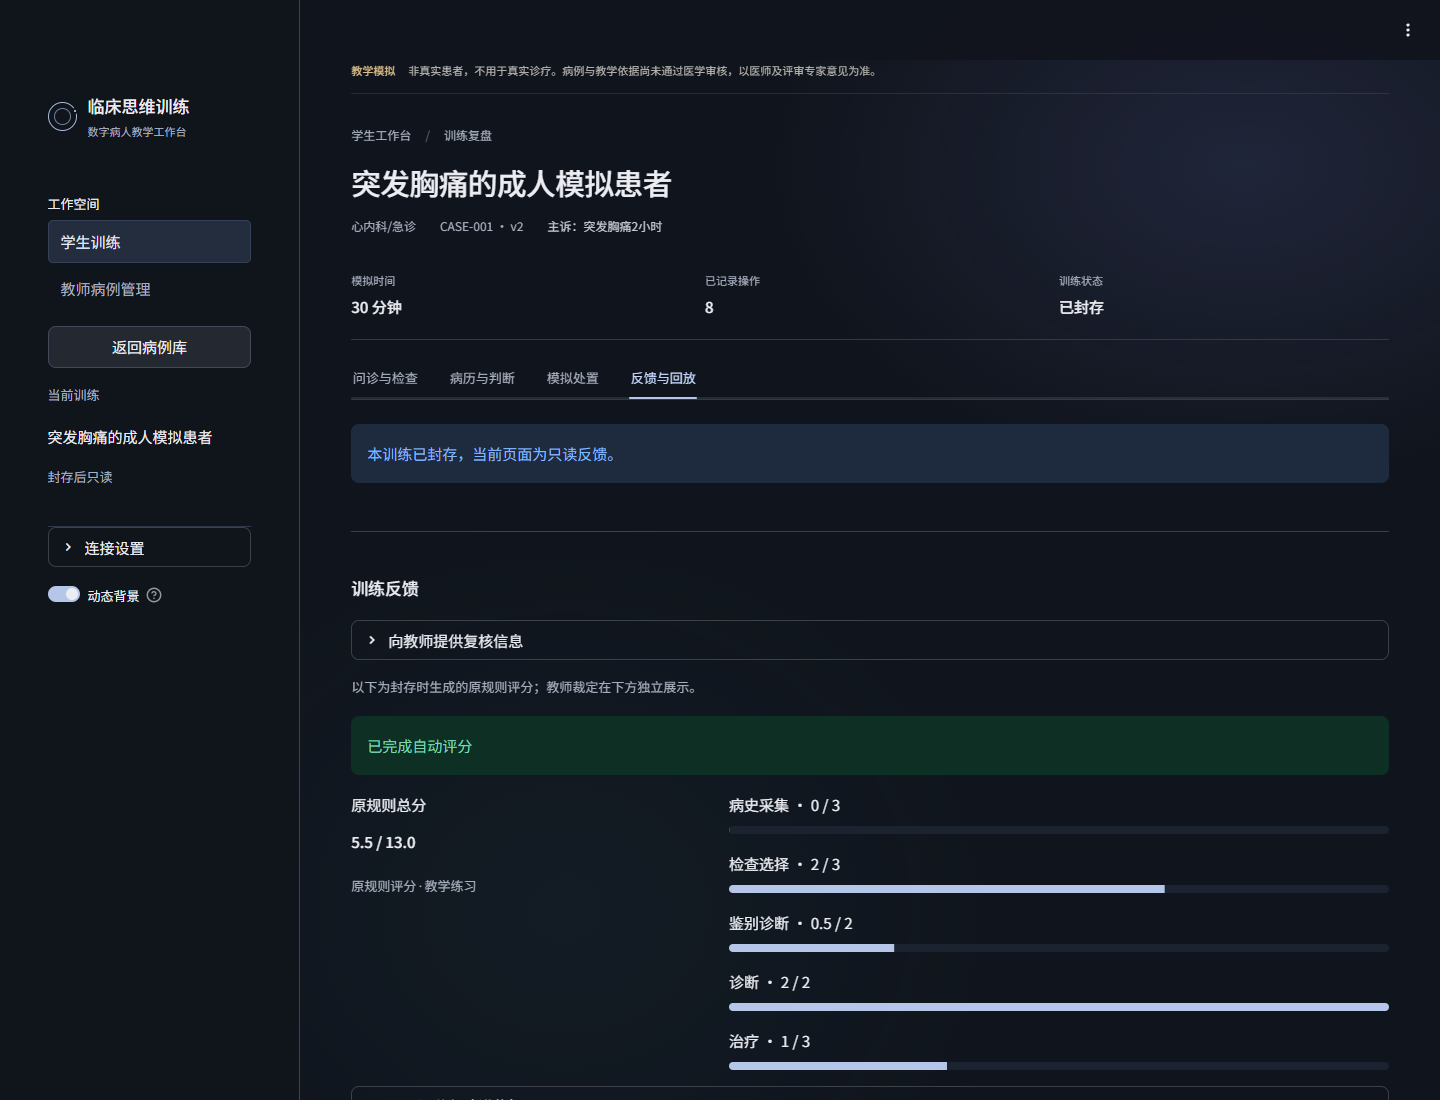 临床思维训练
数字病人教学工作台
工作空间
学生训练
教师病例管理
返回病例库
当前训练
突发胸痛的成人模拟患者
封存后只读
连接设置
动态背景
教学模拟 非真实患者，不用于真实诊疗。病例与教学依据尚未通过医学审核，以医师及评审专家意见为准。
学生工作台 / 训练复盘
突发胸痛的成人模拟患者
心内科/急诊 CASE-001 · v2 主诉：突发胸痛2小时
模拟时间 已记录操作 训练状态
30 分钟 8 已封存
问诊与检查 病历与判断 模拟处置 反馈与回放
本训练已封存，当前页面为只读反馈。
训练反馈
向教师提供复核信息
以下为封存时生成的原规则评分；教师裁定在下方独立展示。
已完成自动评分
原规则总分
5.5 / 13.0
原规则评分 · 教学练习
病史采集 · 0 / 3
检查选择 · 2 / 3
鉴别诊断 · 0.5 / 2
诊断 · 2 / 2
治疗 · 1 / 3